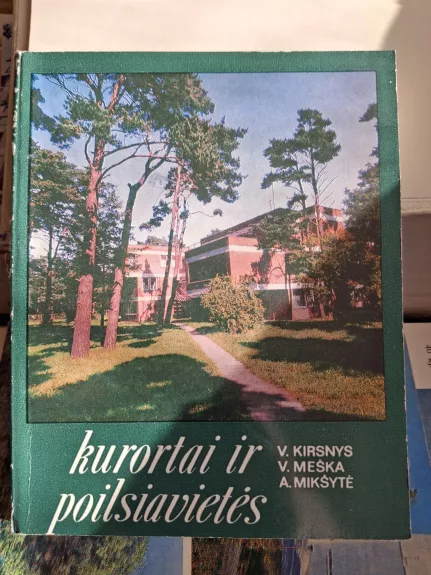 kurortai ir
poilsiavietės
V. KIRSNYS
V. MEŠKA
A. MIKŠYTĖ